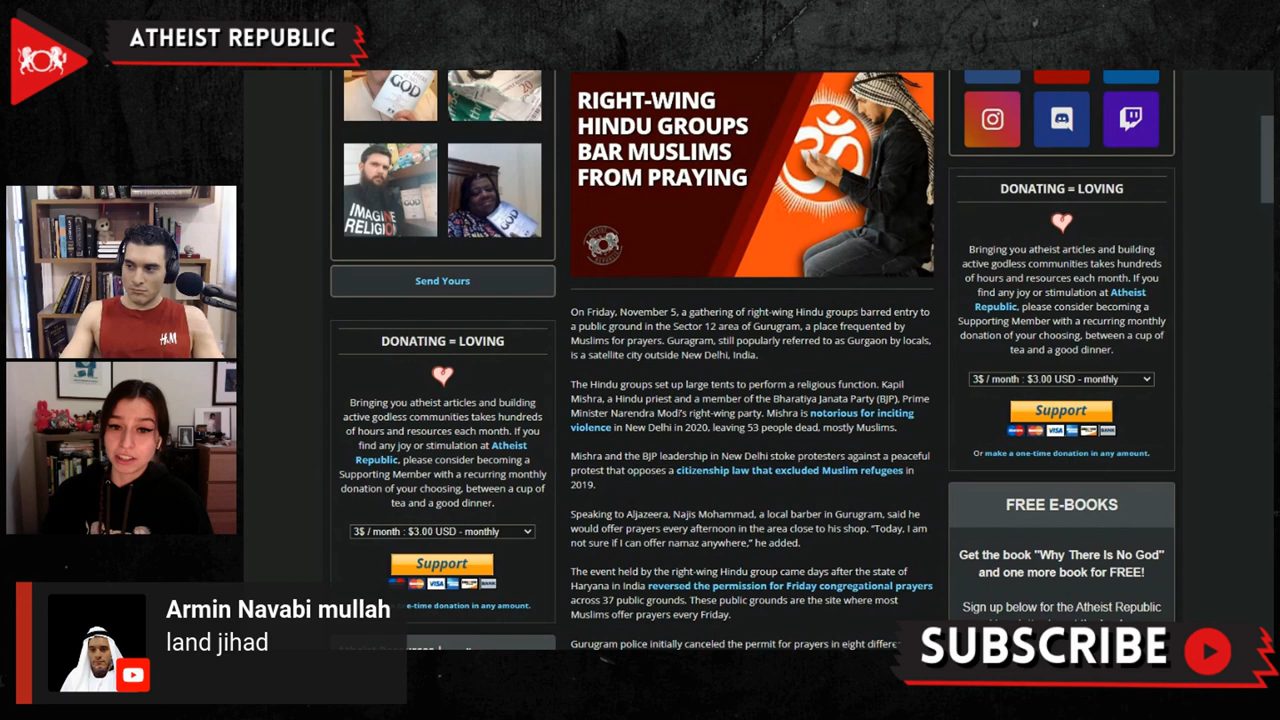 ATHEIST REPUBLIC
GOD
GOD
IMAGINE
RELIGION
GOD
Send Yours
DONATING = LOVING
Bringing you atheist articles and building
active godless communities takes hundreds
of hours and resources each month. If you
find any joy or stimulation at Atheist
Republic, please consider becoming a
Supporting Member with a recurring monthly
donation of your choosing, between a cup of
tea and a good dinner.
3$ / month : $3.00 USD - monthly
Support
VISA
BANK
e-time donation in any amount.
RIGHT-WING
HINDU GROUPS
BAR MUSLIMS
FROM PRAYING
On Friday, November 5, a gathering of right-wing Hindu groups barred entry to
a public ground in the Sector 12 area of Gurugram, a place frequented by
Muslims for prayers. Guragram, still popularly referred to as Gurgaon by locals,
is a satellite city outside New Delhi, India.
The Hindu groups set up large tents to perform a religious function. Kapil
Mishra, a Hindu priest and a member of the Bharatiya Janata Party (BJP), Prime
Minister Narendra Modi's right-wing party. Mishra is notorious for inciting
violence in New Delhi in 2020, leaving 53 people dead, mostly Muslims.
Mishra and the BJP leadership in New Delhi stoke protesters against a peaceful
protest that opposes a citizenship law that excluded Muslim refugees in
2019.
Speaking to Aljazeera, Najis Mohammad, a local barber in Gurugram, said he
would offer prayers every afternoon in the area close to his shop. "Today, I am
not sure if I can offer namaz anywhere," he added.
The event held by the right-wing Hindu group came days after the state of
Haryana in India reversed the permission for Friday congregational prayers
across 37 public grounds. These public grounds are the site where most
Muslims offer prayers every Friday.
Gurugram police initially canceled the permit for prayers in eight differe
DONATING = LOVING
Bringing you atheist articles and building
active godless communities takes hundreds
of hours and resources each month. If you
find any joy or stimulation at Atheist
Republic, please consider becoming a
Supporting Member with a recurring monthly
donation of your choosing, between a cup of
tea and a good dinner.
3$ / month : $3.00 USD - monthly
Support
VISA
BANK
Or make a one-time donation in any amount.
FREE E-BOOKS
Get the book "Why There Is No God"
and one more book for FREE!
Sign up below for the Atheist Republic
H&M
Armin Navabi mullah
land jihad
SUBSCRIBE